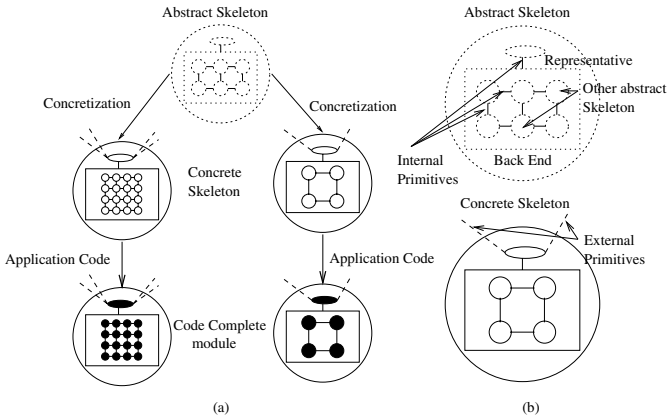 Abstract Skeleton
Concretization
Concretization
Concrete
Skeleton
Application Code
Application Code
Code Complete
module
(a)
Abstract Skeleton
Representative
Other abstract
Skeleton
Internal
Primitives
Back End
Concrete Skeleton
External
Primitives
(b)